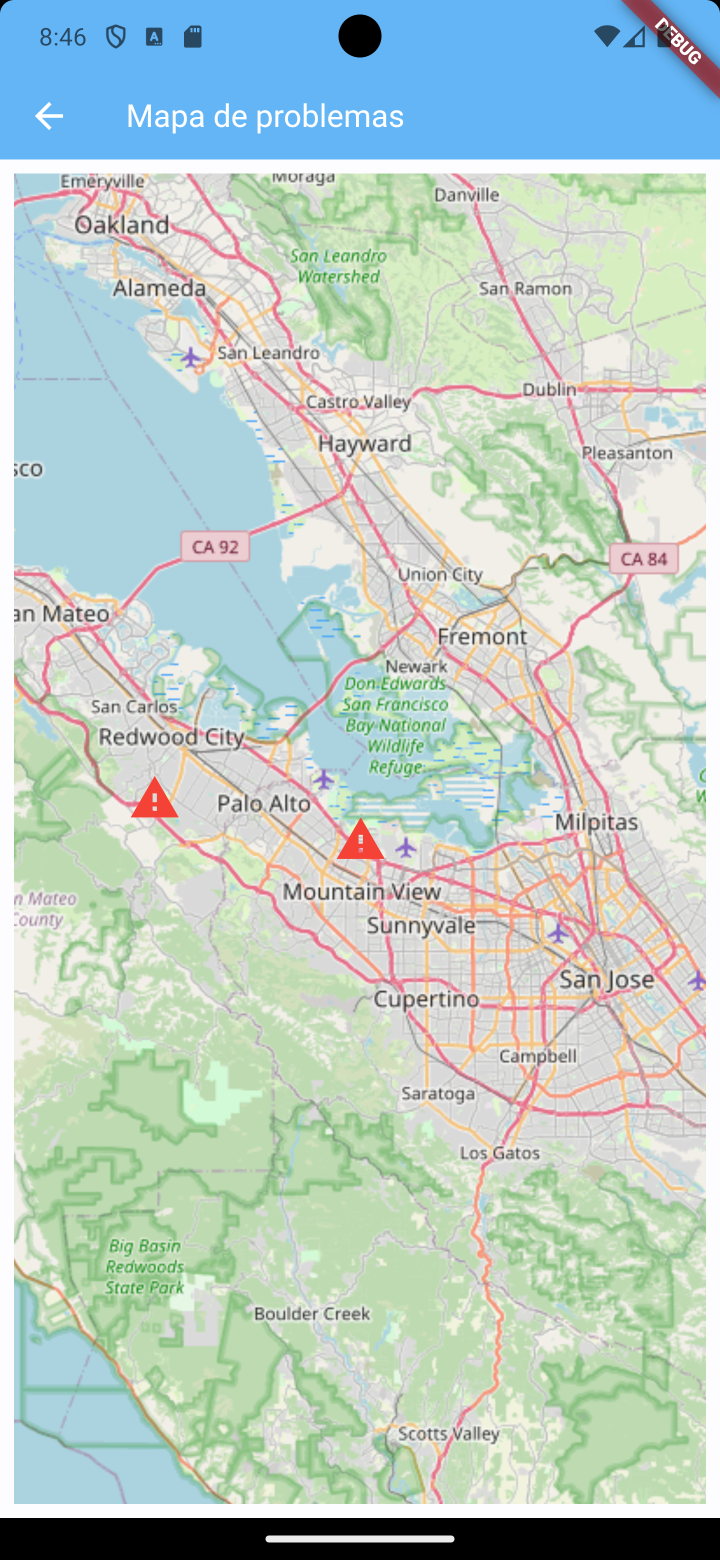 8:46
DEBUG
Mapa de problemas
Emeryville
Moraga
Danville
Oakland
San Leandro
Watershed
Alameda
San Ramon
San Leandro
Dublin
Castro Valley
Hayward
Pleasanton
sco
CA 92
CA 84
Union City
an Mateo
Fremont
Newark
Don Edwards
San Francisco
Bay National
Wildlife
Refuge
San Carlos
Redwood City
Palo Alto
Milpitas
Mountain View
n Mateo
County
Sunnyvale
San Jose
Cupertino
Campbell
Saratoga
Los Gatos
Big Basin
Redwoods
State Park
Boulder Creek
Scotts Valley